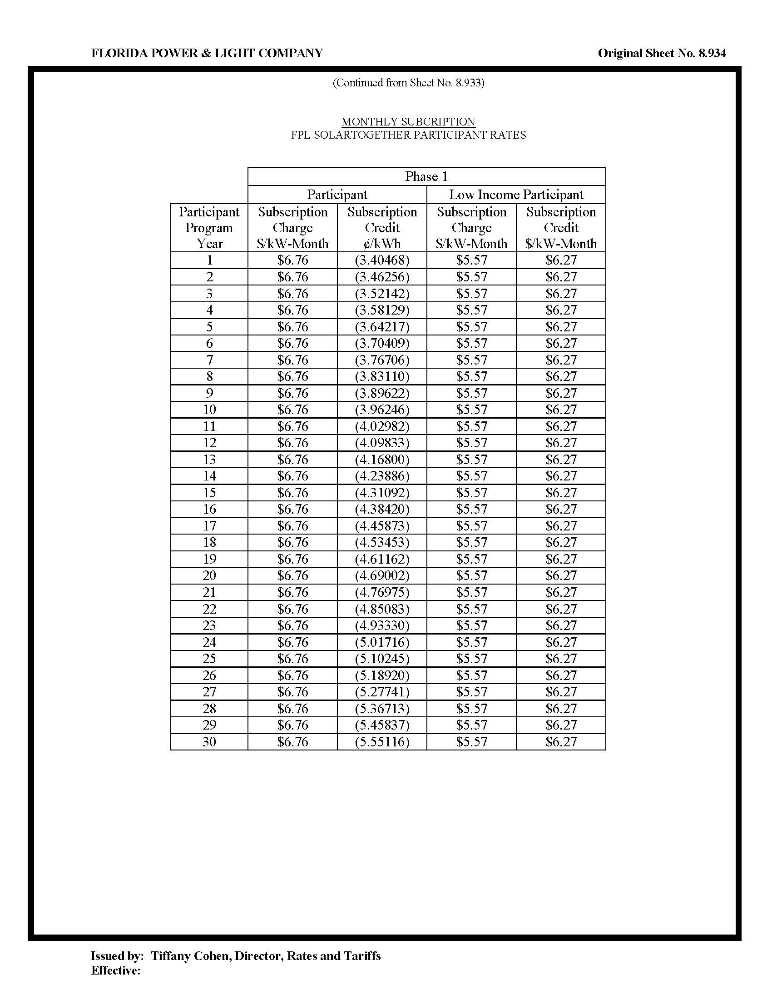 FLORIDA POWER & LIGHT COMPANY Original Sheet No. 8.934
(Continued from Sheet No. 8.933)
MONTHLY SUBCRIPTION
FPL SOLARTOGETHER PARTICIPANT RATES
Phase 1
Participant Low Income Participant
Participant Subscription Subscription Subscription Subscription
Program Charge Credit Charge Credit
Year $/kW-Month ¢/kWh $/kW-Month $/kW-Month
1 $6.76 (3.40468) $5.57 $6.27
2 $6.76 (3.46256) $5.57 $6.27
3 $6.76 (3.52142) $5.57 $6.27
4 $6.76 (3.58129) $5.57 $6.27
5 $6.76 (3.64217) $5.57 $6.27
6 $6.76 (3.70409) $5.57 $6.27
7 $6.76 (3.76706) $5.57 $6.27
8 $6.76 (3.83110) $5.57 $6.27
9 $6.76 (3.89622) $5.57 $6.27
10 $6.76 (3.96246) $5.57 $6.27
11 $6.76 (4.02982) $5.57 $6.27
12 $6.76 (4.09833) $5.57 $6.27
13 $6.76 (4.16800) $5.57 $6.27
14 $6.76 (4.23886) $5.57 $6.27
15 $6.76 (4.31092) $5.57 $6.27
16 $6.76 (4.38420) $5.57 $6.27
17 $6.76 (4.45873) $5.57 $6.27
18 $6.76 (4.53453) $5.57 $6.27
19 $6.76 (4.61162) $5.57 $6.27
20 $6.76 (4.69002) $5.57 $6.27
21 $6.76 (4.76975) $5.57 $6.27
22 $6.76 (4.85083) $5.57 $6.27
23 $6.76 (4.93330) $5.57 $6.27
24 $6.76 (5.01716) $5.57 $6.27
25 $6.76 (5.10245) $5.57 $6.27
26 $6.76 (5.18920) $5.57 $6.27
27 $6.76 (5.27741) $5.57 $6.27
28 $6.76 (5.36713) $5.57 $6.27
29 $6.76 (5.45837) $5.57 $6.27
30 $6.76 (5.55116) $5.57 $6.27
Issued by: Tiffany Cohen, Director, Rates and Tariffs
Effective: